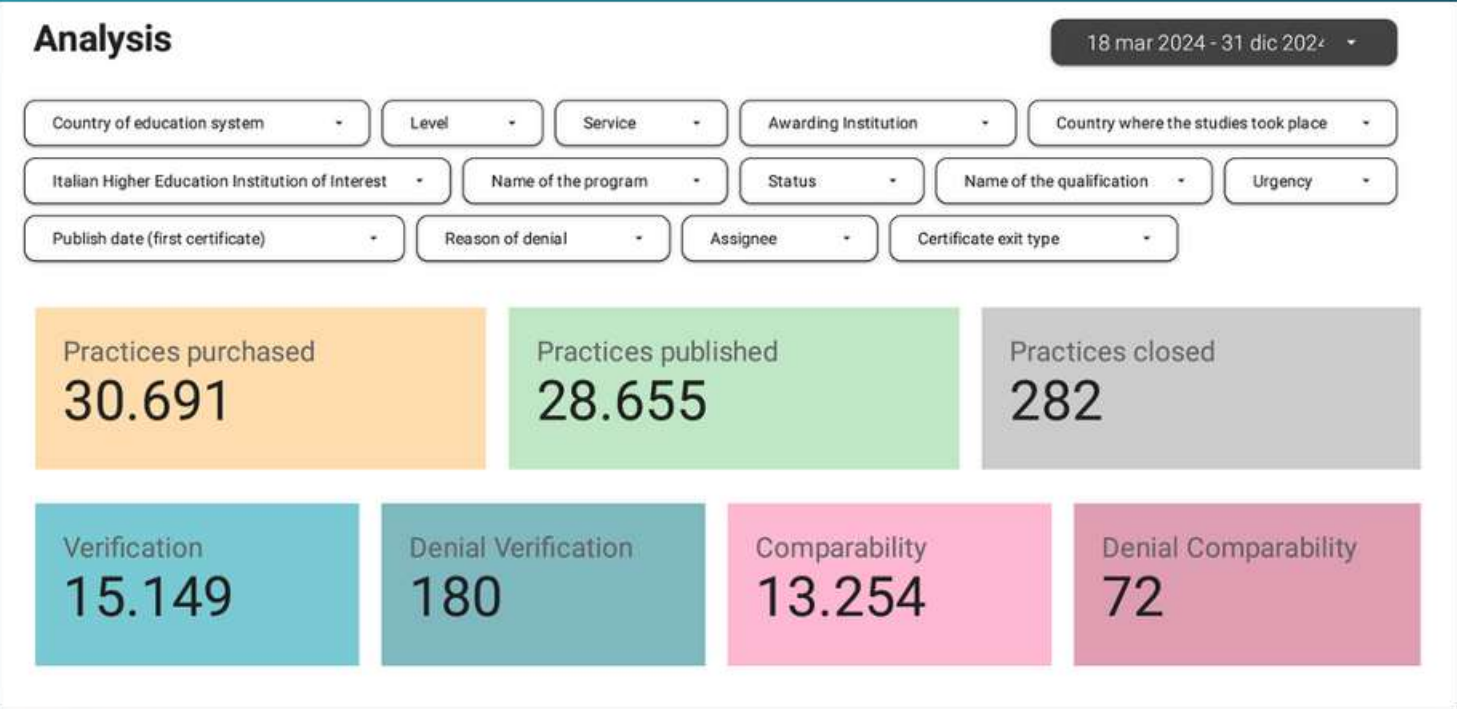 Analysis
18 mar 2024 - 31 dic 202
Country of education system
Level
Service
Awarding Institution
Country where the studies took place
Italian Higher Education Institution of Interest
Name of the program
Status
Name of the qualification
Urgency
Publish date (first certificate)
Reason of denial
Assignee
Certificate exit type
Practices purchased
30.691
Practices published
28.655
Practices closed
282
Verification
15.149
Denial Verification
180
Comparability
13.254
Denial Comparability
72